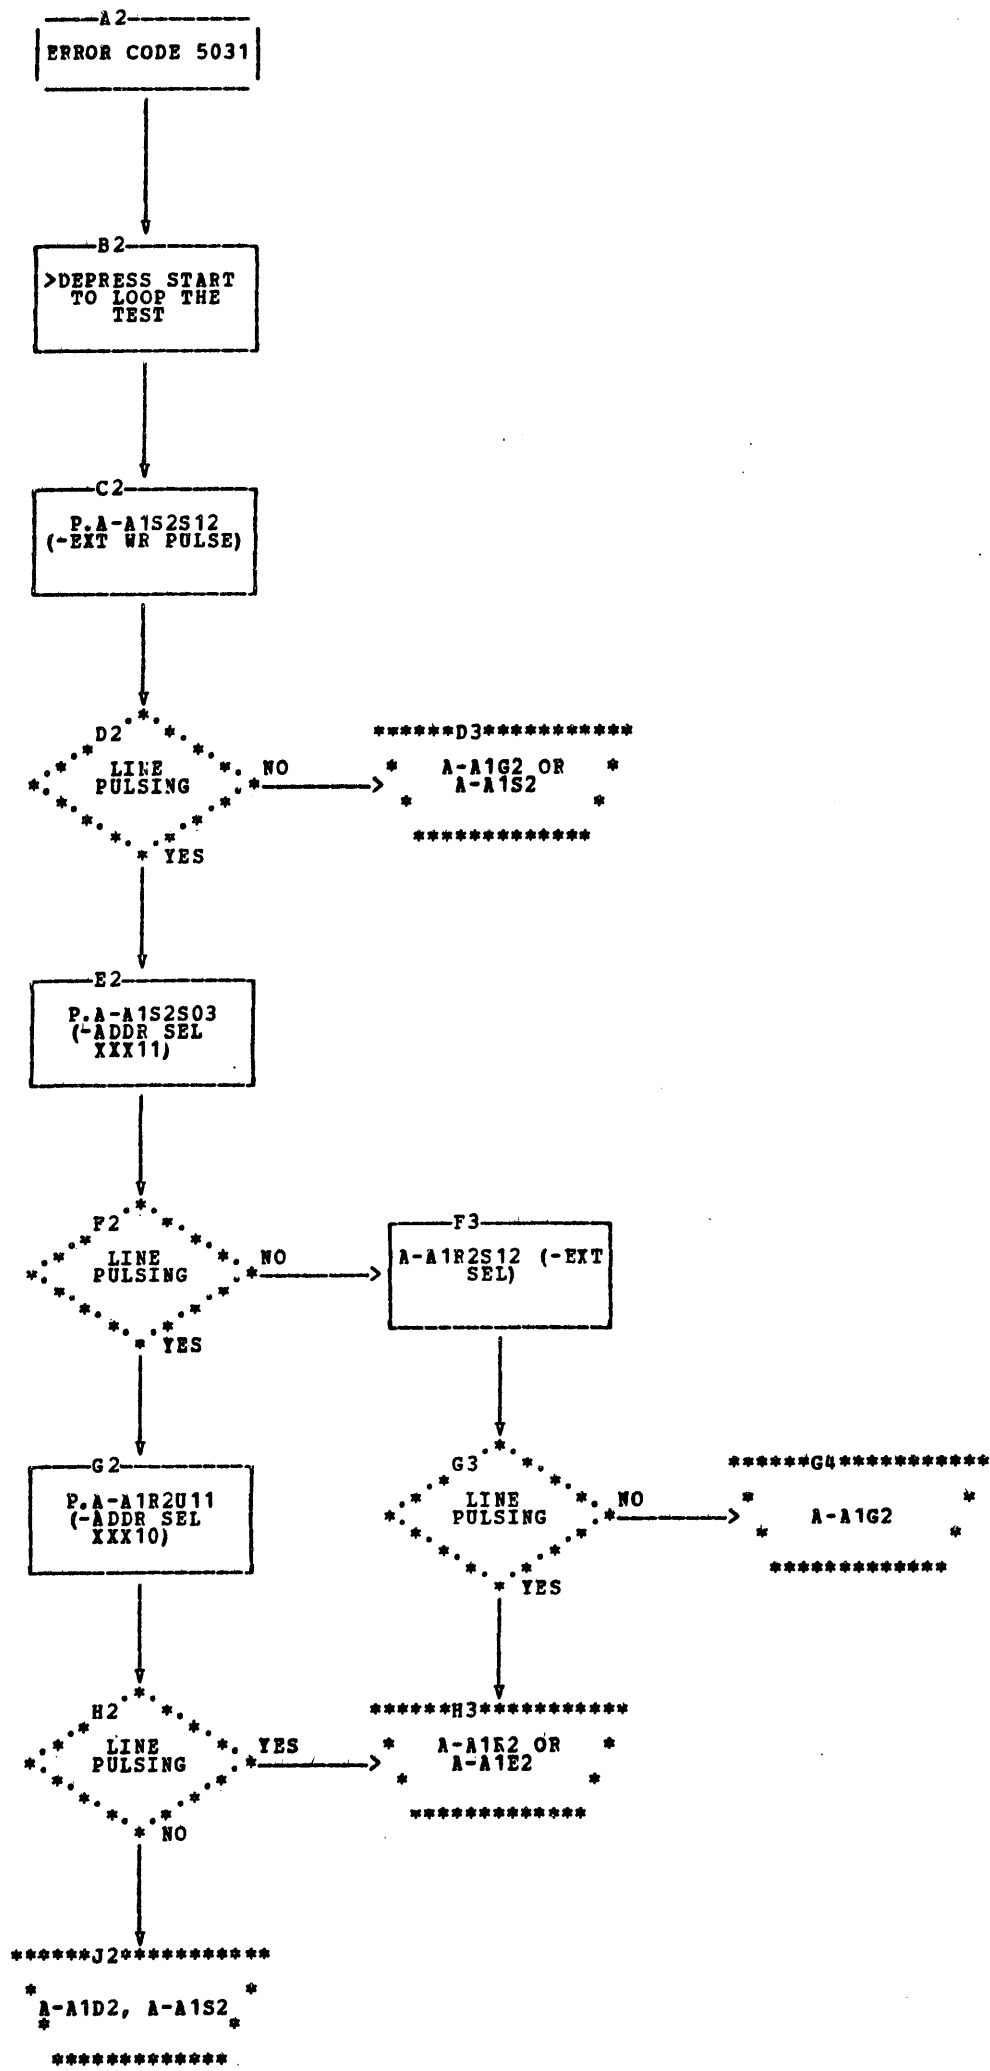 A2
ERROR CODE 5031
B2
>DEPRESS START
TO LOOP THE
TEST
C2
P.A-A1S2S12
(-EXT WR PULSE)
D2
LINE
PULSING
NO
YES
******D3***********
* A-A1G2 OR *
A-A1S2
* *
*************
E2
P.A-A1S2S03
(-ADDR SEL
XXX11)
F2
LINE
PULSING
NO
YES
F3
A-A1R2S12 (-EXT
SEL)
G2
P.A-A1R2U11
(-ADDR SEL
XXX10)
G3
LINE
PULSING
NO
YES
******G4***********
* *
A-A1G2
* *
*************
H2
LINE
PULSING
YES
NO
******H3***********
* A-A1R2 OR *
A-A1E2
* *
*************
******J2***********
* *
A-A1D2, A-A1S2
* *
*************